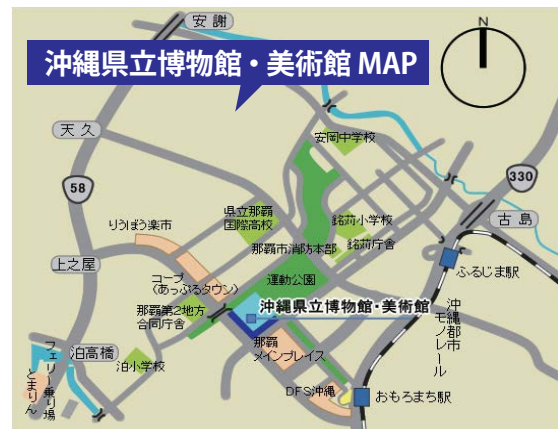 安謝
N
沖縄県立博物館・美術館 MAP
天久
安岡中学校
58
330
県立那覇
国際高校
銘苅小学校
古島
りうぼう楽市
那覇市消防本部
銘苅庁舎
上之屋
コープ
(あっぷるタウン)
運動公園
ふるじま駅
沖縄県立博物館・美術館
沖縄都市
モノレール
那覇第2地方
合同庁舎
泊高橋
泊小学校
那覇
メインプレイス
フェリー乗り場
とまりん
DFS沖縄
おもろまち駅